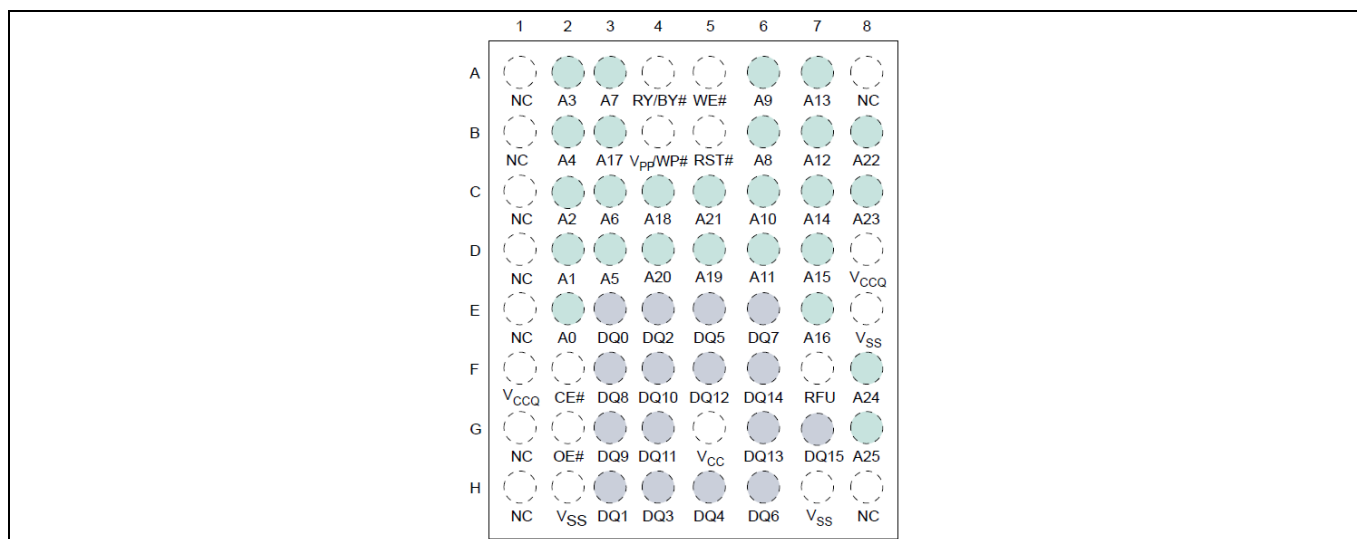 1 2 3 4 5 6 7 8
A
NC A3 A7 RY/BY# WE# A9 A13 NC
B
NC A4 A17 VPP/WP# RST# A8 A12 A22
C
NC A2 A6 A18 A21 A10 A14 A23
D
NC A1 A5 A20 A19 A11 A15 VCCQ
E
NC A0 DQ0 DQ2 DQ5 DQ7 A16 VSS
F
VCCQ CE# DQ8 DQ10 DQ12 DQ14 RFU A24
G
NC OE# DQ9 DQ11 VCC DQ13 DQ15 A25
H
NC VSS DQ1 DQ3 DQ4 DQ6 VSS NC